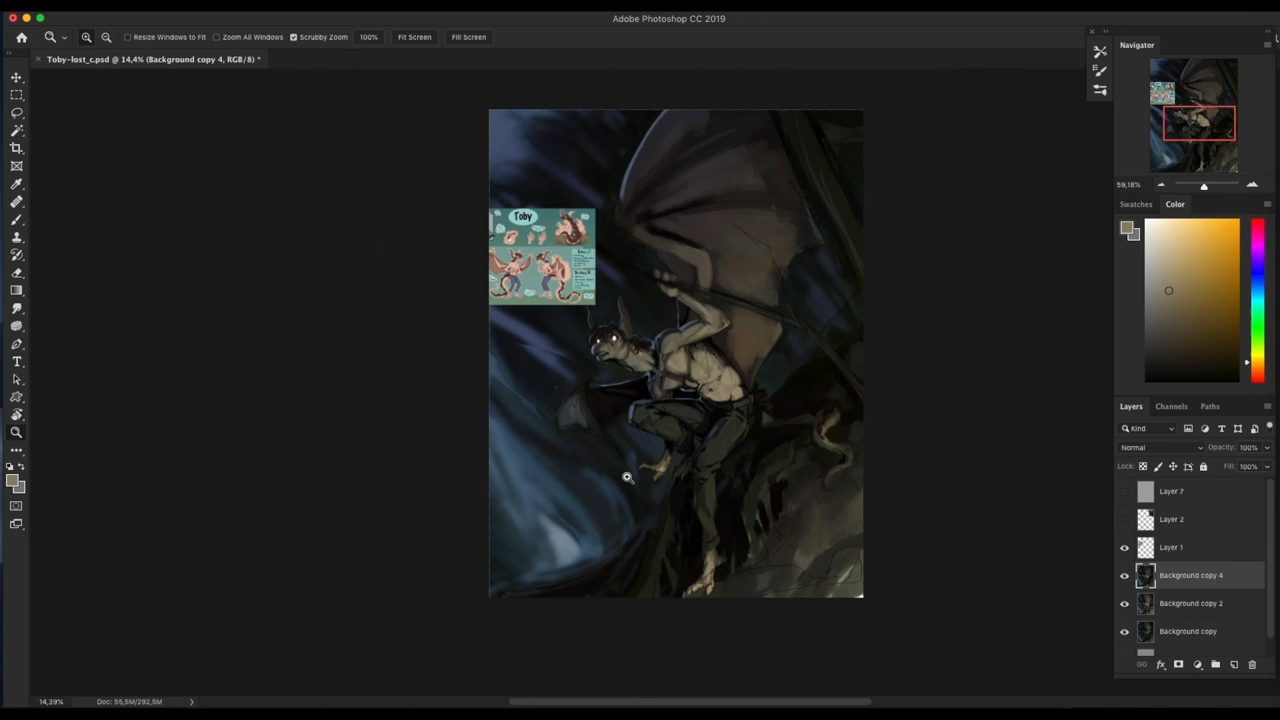 Adobe Photoshop CC 2019
Resize Windows to Fit Zoom All Windows Scrubby Zoom 100% Fit Screen Fill Screen
Toby-lost_c.psd @ 14,4% (Background copy 4, RGB/8) *
Navigator
59,18%
Swatches Color
Toby
Layers Channels Paths
Kind
Normal Opacity: 100%
Lock: Fill: 100%
Layer 7
Layer 2
Layer 1
Background copy 4
Background copy 2
Background copy
14,39% Doc: 55,5M/292,5M